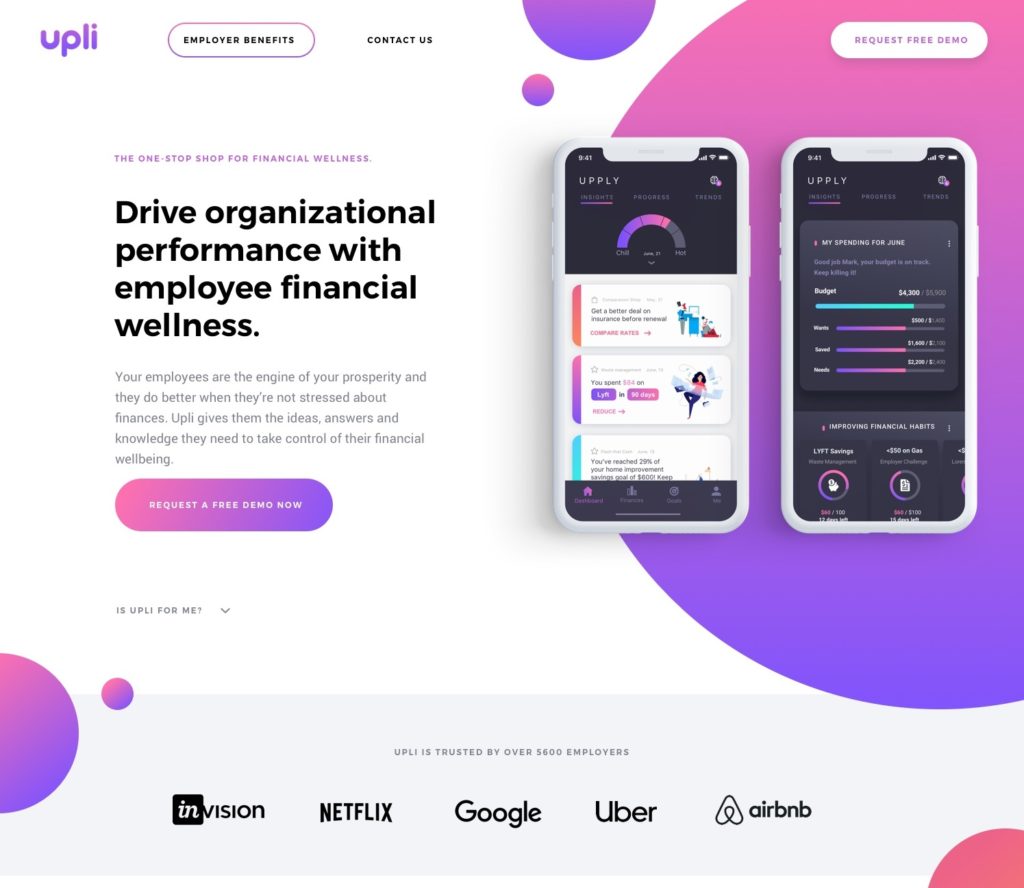 upli
EMPLOYER BENEFITS
CONTACT US
REQUEST FREE DEMO
THE ONE-STOP SHOP FOR FINANCIAL WELLNESS.
Drive organizational
performance with
employee financial
wellness.
Your employees are the engine of your prosperity and
they do better when they're not stressed about
finances. Upli gives them the ideas, answers and
knowledge they need to take control of their financial
wellbeing.
REQUEST A FREE DEMO NOW
IS UPLI FOR ME?
9:41
UPPLY
INSIGHTS PROGRESS TRENDS
Chill June, 21 Hot
Comparison Shop May, 21
Get a better deal on
insurance before renewal
COMPARE RATES
Waste management June, 19
You spent $84 on
Lyft in 90 days
REDUCE
Cash June, 15
You've reached 29% of
your home improvement
savings goal of $600! Keep
Dashboard Finances Goals Me
9:41
UPPLY
INSIGHTS PROGRESS TRENDS
MY SPENDING FOR JUNE
Good job Mark, your budget is on track.
Keep killing it!
Budget $4,300 / $5,900
$500 / $1,400
Wants
$1,600 / $2,100
Saved
$2,200 / $2,400
Needs
IMPROVING FINANCIAL HABITS
LYFT Savings <$50 on Gas <$
Waste Management Employer Challenge Loren
$60 / 100 $60 / $100
12 days left 15 days left
UPLI IS TRUSTED BY OVER 5600 EMPLOYERS
invision NETFLIX Google Uber airbnb